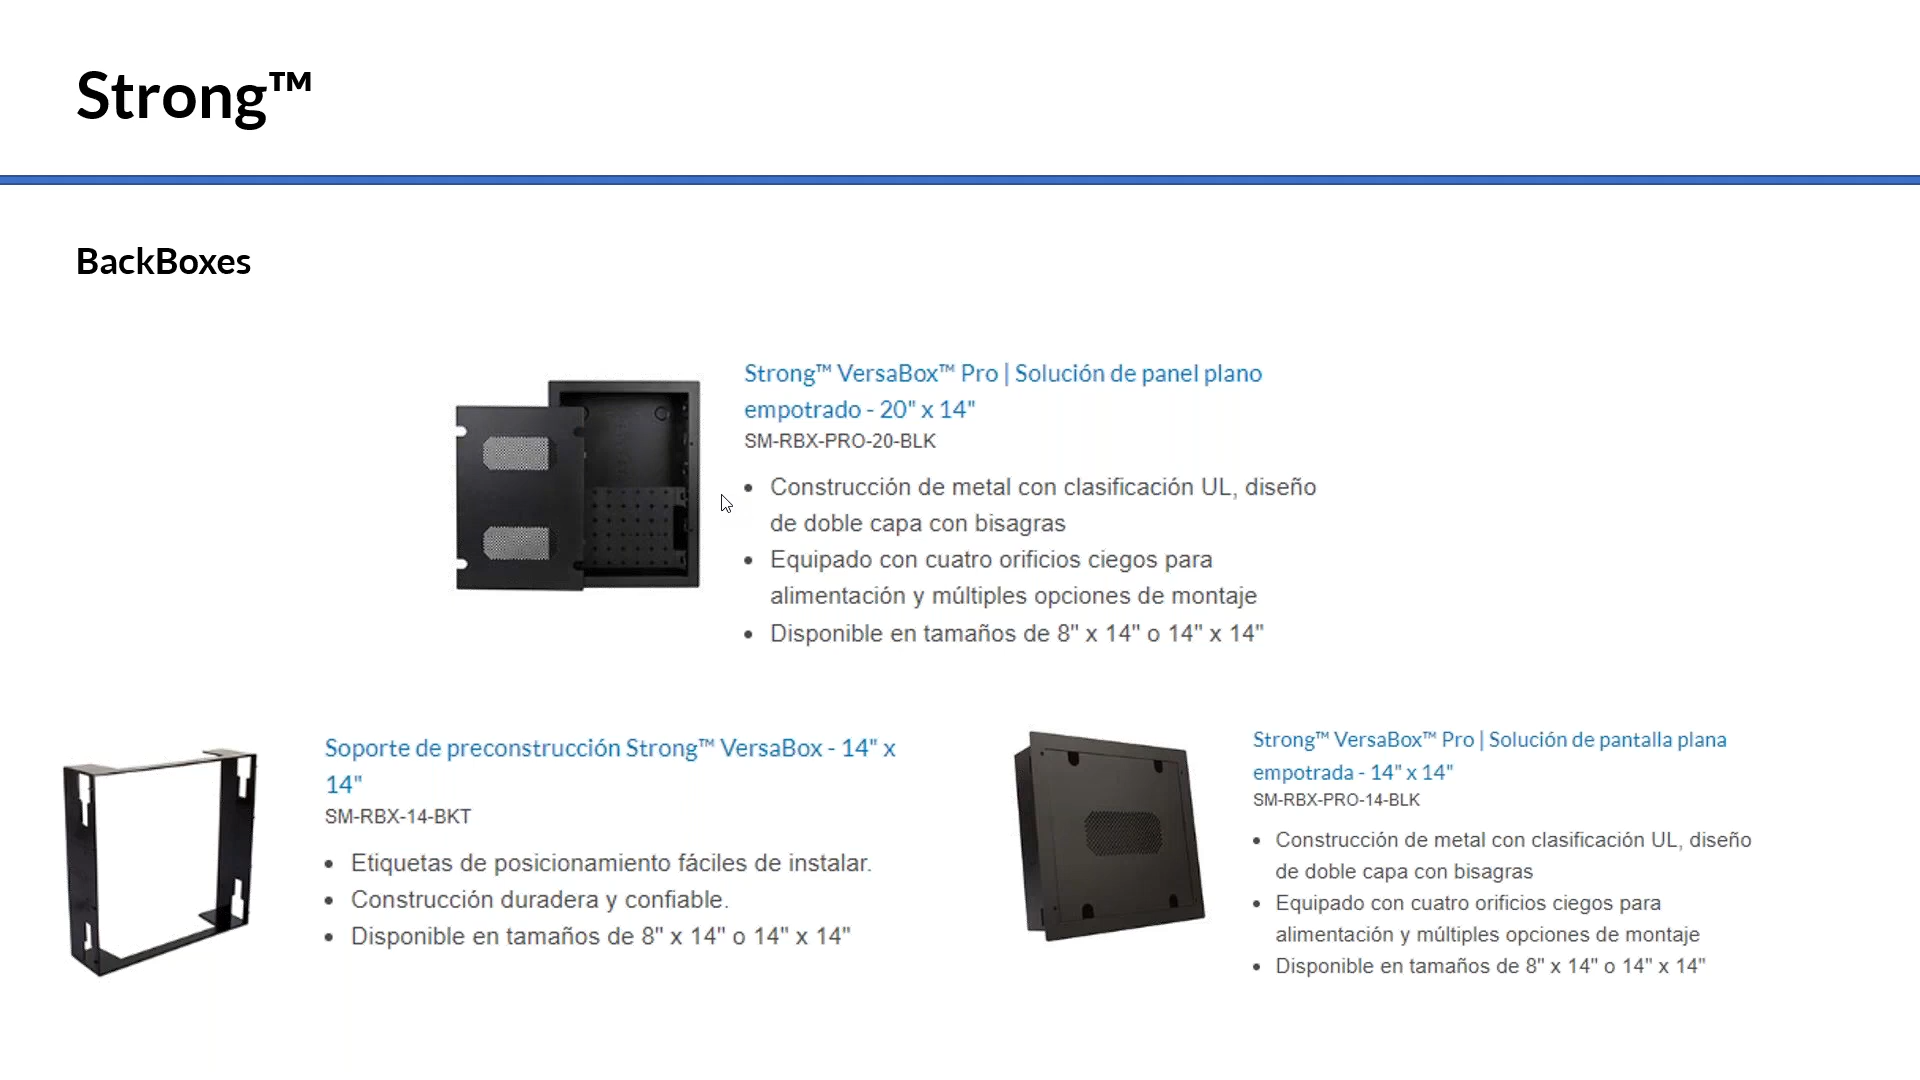 Strong™
BackBoxes
Strong™ VersaBox™ Pro | Solución de panel plano
empotrado - 20" x 14"
SM-RBX-PRO-20-BLK
• Construcción de metal con clasificación UL, diseño
de doble capa con bisagras
• Equipado con cuatro orificios ciegos para
alimentación y múltiples opciones de montaje
• Disponible en tamaños de 8" x 14" o 14" x 14"
Soporte de preconstrucción Strong™ VersaBox - 14" x
14"
SM-RBX-14-BKT
• Etiquetas de posicionamiento fáciles de instalar.
• Construcción duradera y confiable.
• Disponible en tamaños de 8" x 14" o 14" x 14"
Strong™ VersaBox™ Pro | Solución de pantalla plana
empotrada - 14" x 14"
SM-RBX-PRO-14-BLK
• Construcción de metal con clasificación UL, diseño
de doble capa con bisagras
• Equipado con cuatro orificios ciegos para
alimentación y múltiples opciones de montaje
• Disponible en tamaños de 8" x 14" o 14" x 14"